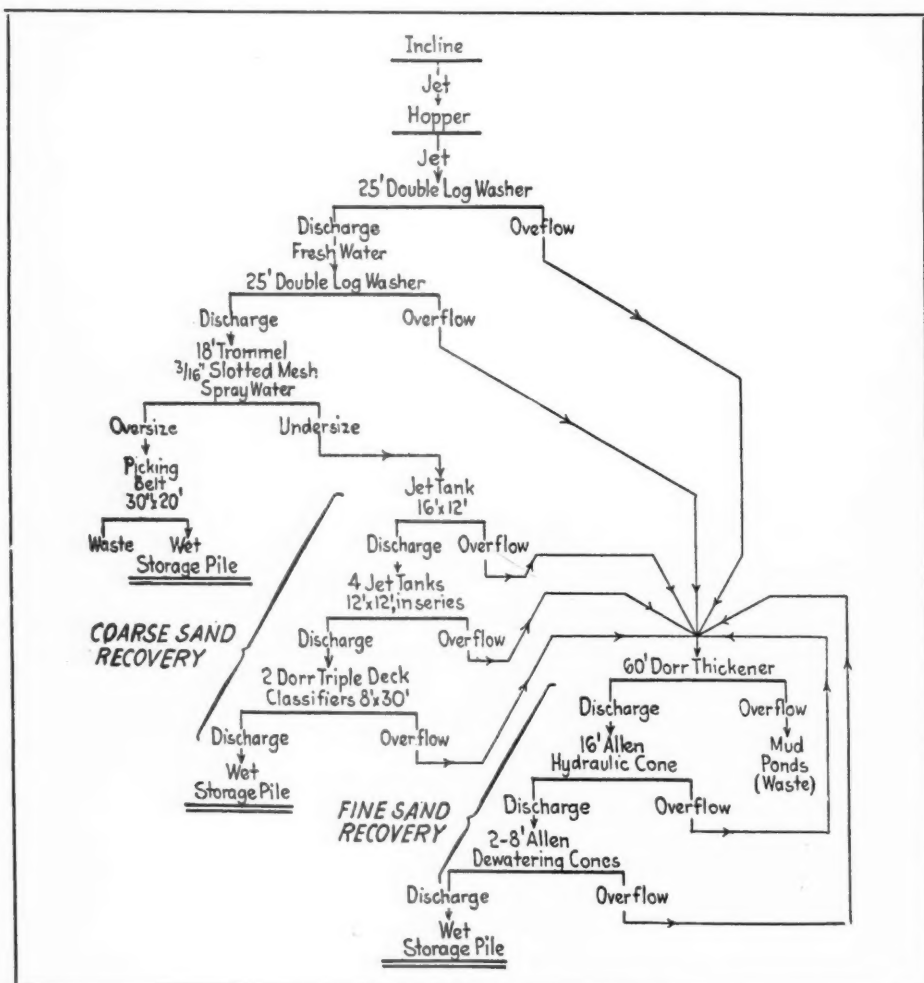 Incline
Jet
Hopper
Jet
25' Double Log Washer
Discharge
Oveflow
Fresh Water
25' Double Log Washer
Discharge
Overflow
18' Trommel
3/16" Slotted Mesh
Spray Water
Oversize
Undersize
Picking
Belt
30"x20'
Waste
Wet
Storage Pile
Jet Tank
16'x12'
Discharge
Overflow
4 Jet Tanks
12'x12', in series
COARSE SAND
RECOVERY
Discharge
Overflow
2 Dorr Triple Deck
Classifiers 8'x30'
Discharge
Overflow
Wet
Storage Pile
60' Dorr Thickener
Discharge
Overflow
16' Allen
Hydraulic Cone
Mud
Ponds
(Waste)
FINE SAND
RECOVERY
Discharge
Overflow
2-8' Allen
Dewatering Cones
Discharge
Overflow
Wet
Storage Pile